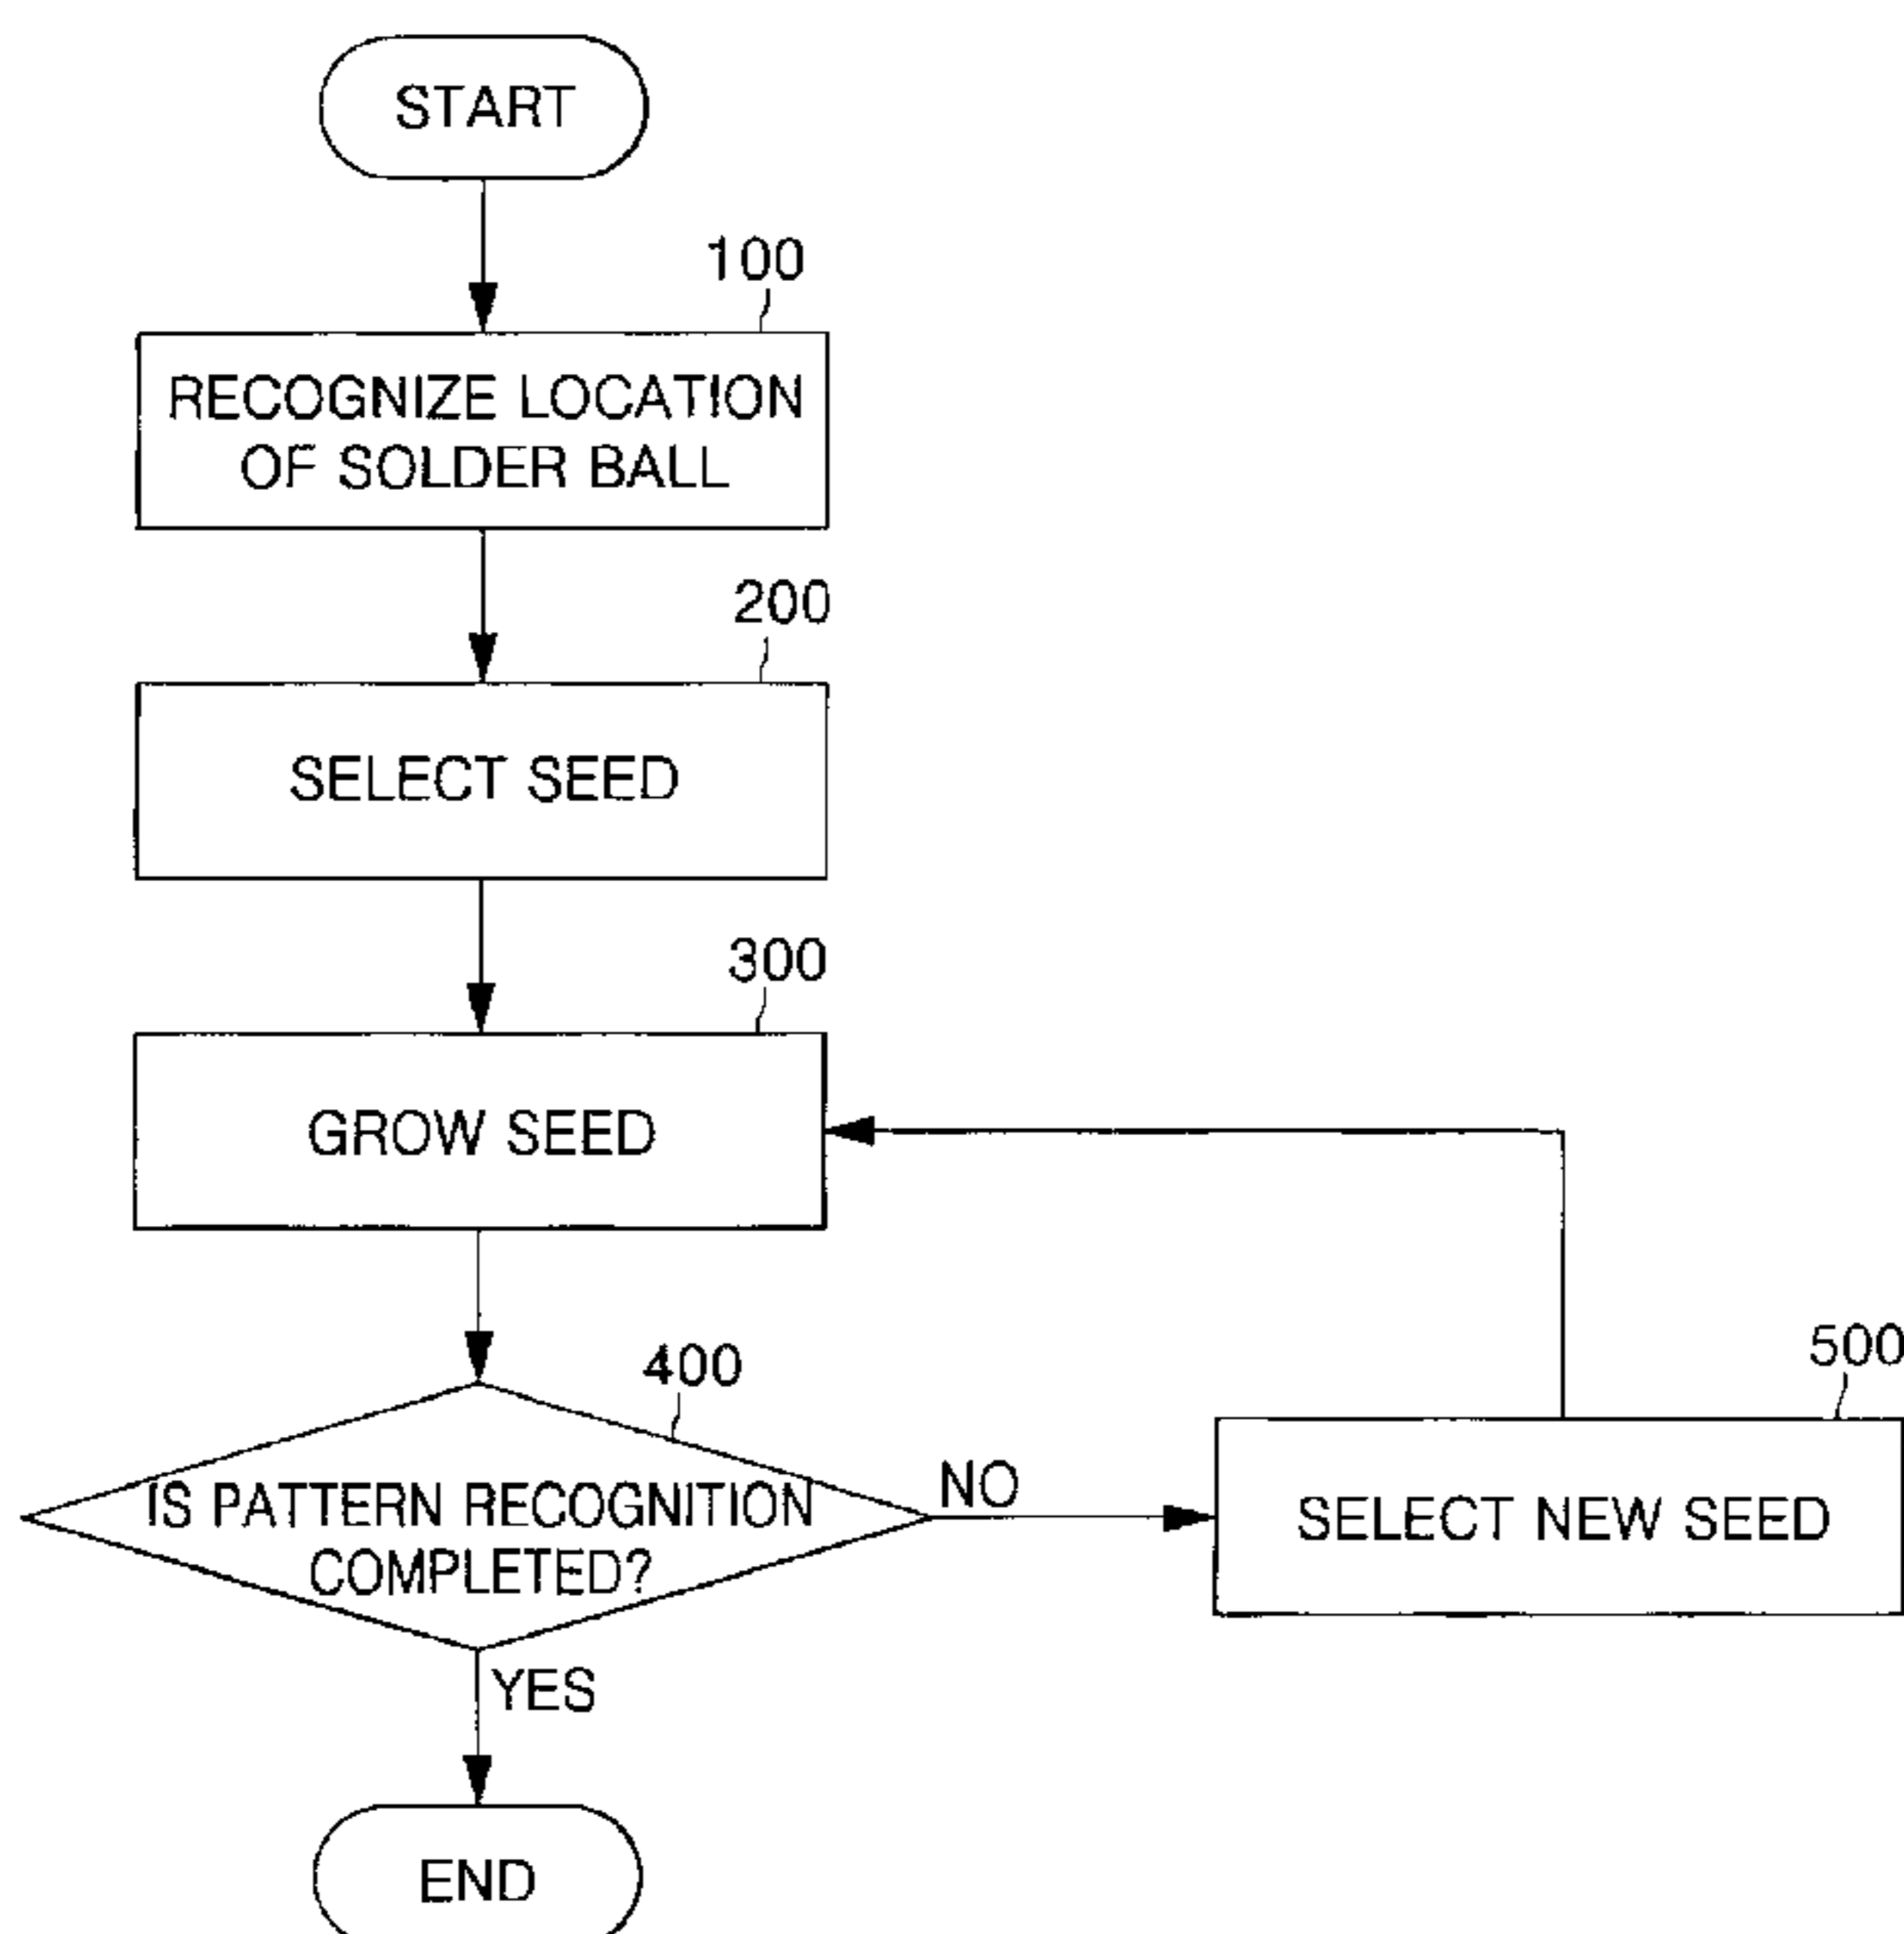 START
100
RECOGNIZE LOCATION
OF SOLDER BALL
200
SELECT SEED
300
GROW SEED
400
IS PATTERN RECOGNITION
COMPLETED?
NO
500
SELECT NEW SEED
YES
END